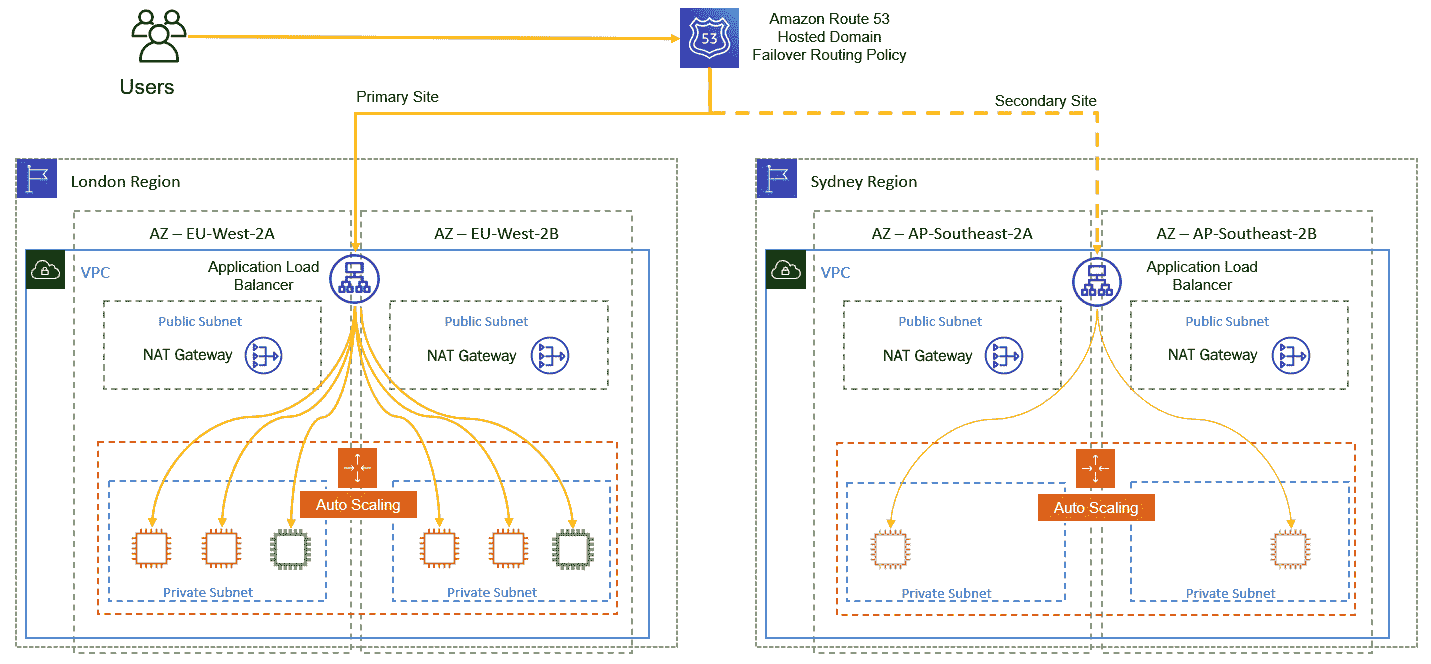 Users
53
Amazon Route 53
Hosted Domain
Failover Routing Policy
Primary Site
Secondary Site
London Region
AZ – EU-West-2A
AZ – EU-West-2B
VPC
Application Load
Balancer
Public Subnet
NAT Gateway
Public Subnet
NAT Gateway
Auto Scaling
Private Subnet
Private Subnet
Sydney Region
AZ – AP-Southeast-2A
AZ – AP-Southeast-2B
VPC
Application Load
Balancer
Public Subnet
NAT Gateway
Public Subnet
NAT Gateway
Auto Scaling
Private Subnet
Private Subnet